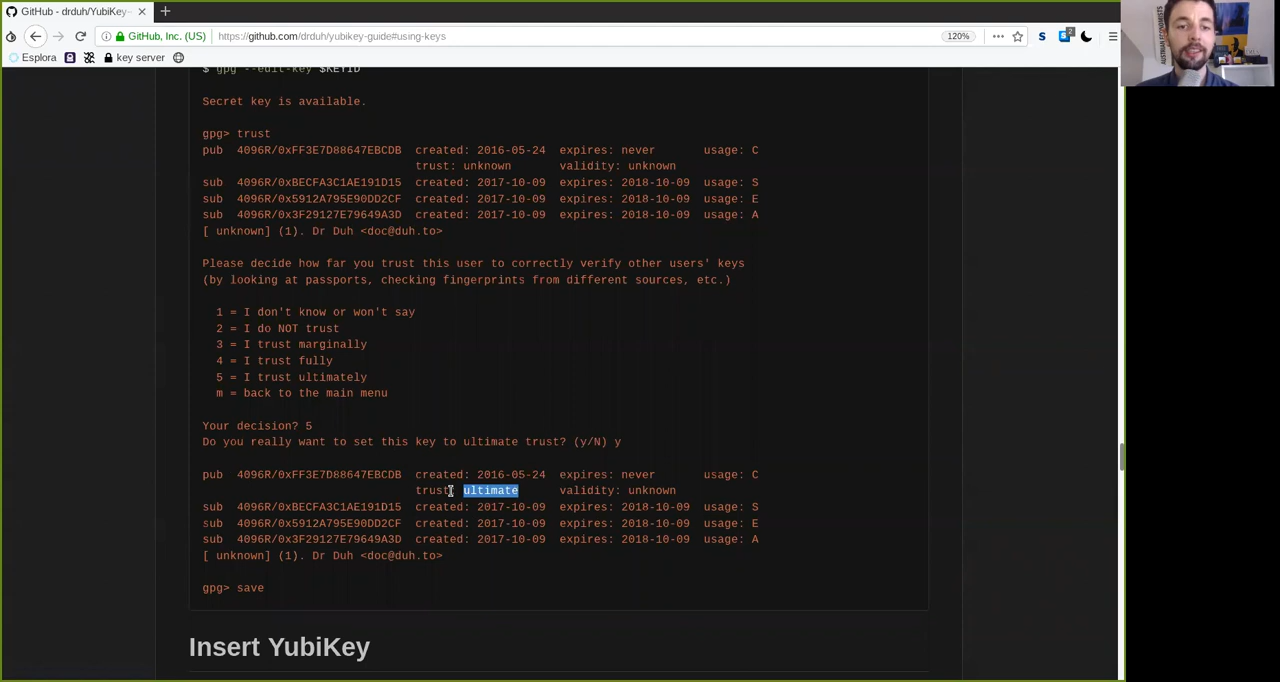 GitHub - drduh/YubiKey-
GitHub, Inc. (US)
https://github.com/drduh/yubikey-guide#using-keys
120%
S
2
Esplora
key server
AUSTRIAN ECONOMISTS
$ gpg --edit-key $KEYID
Secret key is available.
gpg> trust
pub 4096R/0xFF3E7D88647EBCDB created: 2016-05-24 expires: never usage: C
trust: unknown validity: unknown
sub 4096R/0xBECFA3C1AE191D15 created: 2017-10-09 expires: 2018-10-09 usage: S
sub 4096R/0x5912A795E90DD2CF created: 2017-10-09 expires: 2018-10-09 usage: E
sub 4096R/0x3F29127E79649A3D created: 2017-10-09 expires: 2018-10-09 usage: A
[ unknown] (1). Dr Duh <doc@duh.to>
Please decide how far you trust this user to correctly verify other users' keys
(by looking at passports, checking fingerprints from different sources, etc.)
1 = I don't know or won't say
2 = I do NOT trust
3 = I trust marginally
4 = I trust fully
5 = I trust ultimately
m = back to the main menu
Your decision? 5
Do you really want to set this key to ultimate trust? (y/N) y
pub 4096R/0xFF3E7D88647EBCDB created: 2016-05-24 expires: never usage: C
trust: ultimate validity: unknown
sub 4096R/0xBECFA3C1AE191D15 created: 2017-10-09 expires: 2018-10-09 usage: S
sub 4096R/0x5912A795E90DD2CF created: 2017-10-09 expires: 2018-10-09 usage: E
sub 4096R/0x3F29127E79649A3D created: 2017-10-09 expires: 2018-10-09 usage: A
[ unknown] (1). Dr Duh <doc@duh.to>
gpg> save
Insert YubiKey